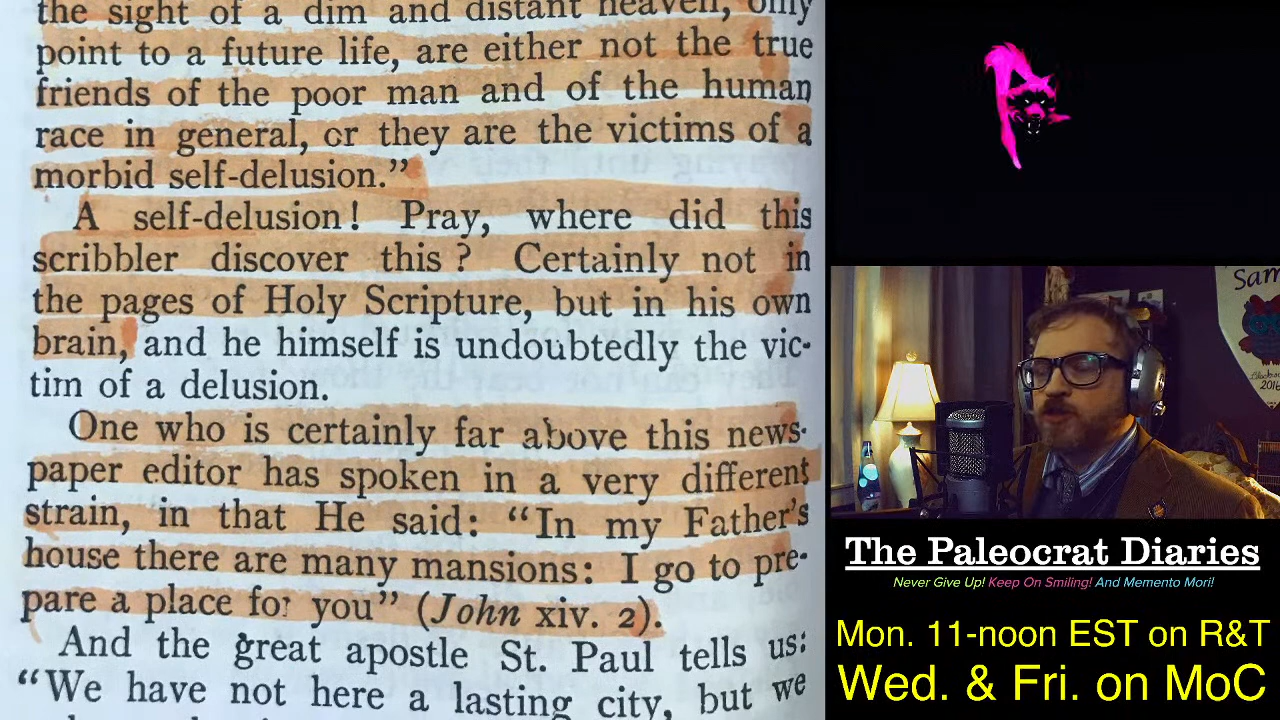 the sight of a dim and distant heaven, only
point to a future life, are either not the true
friends of the poor man and of the human
race in general, or they are the victims of a
morbid self-delusion.”
A self-delusion! Pray, where did this
scribbler discover this? Certainly not in
the pages of Holy Scripture, but in his own
brain, and he himself is undoubtedly the vic-
tim of a delusion.
One who is certainly far above this news-
paper editor has spoken in a very different
strain, in that He said: “In my Father’s
house there are many mansions: I go to pre-
pare a place for you” (John xiv. 2).
And the great apostle St. Paul tells us:
“We have not here a lasting city, but we
Sam
2016
The Paleocrat Diaries
Never Give Up! Keep On Smiling! And Memento Mori!
Mon. 11-noon EST on R&T
Wed. & Fri. on MoC